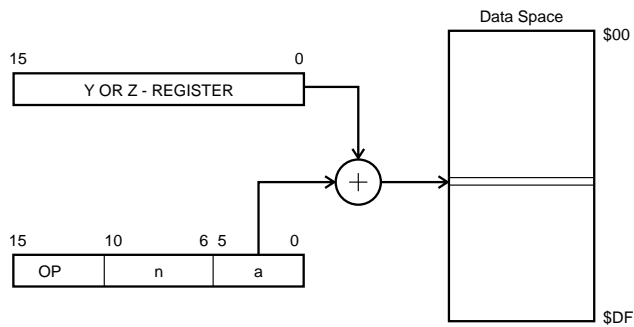 Data Space
$00
15 0
Y OR Z - REGISTER
+
15 10 6 5 0
OP n a
$DF